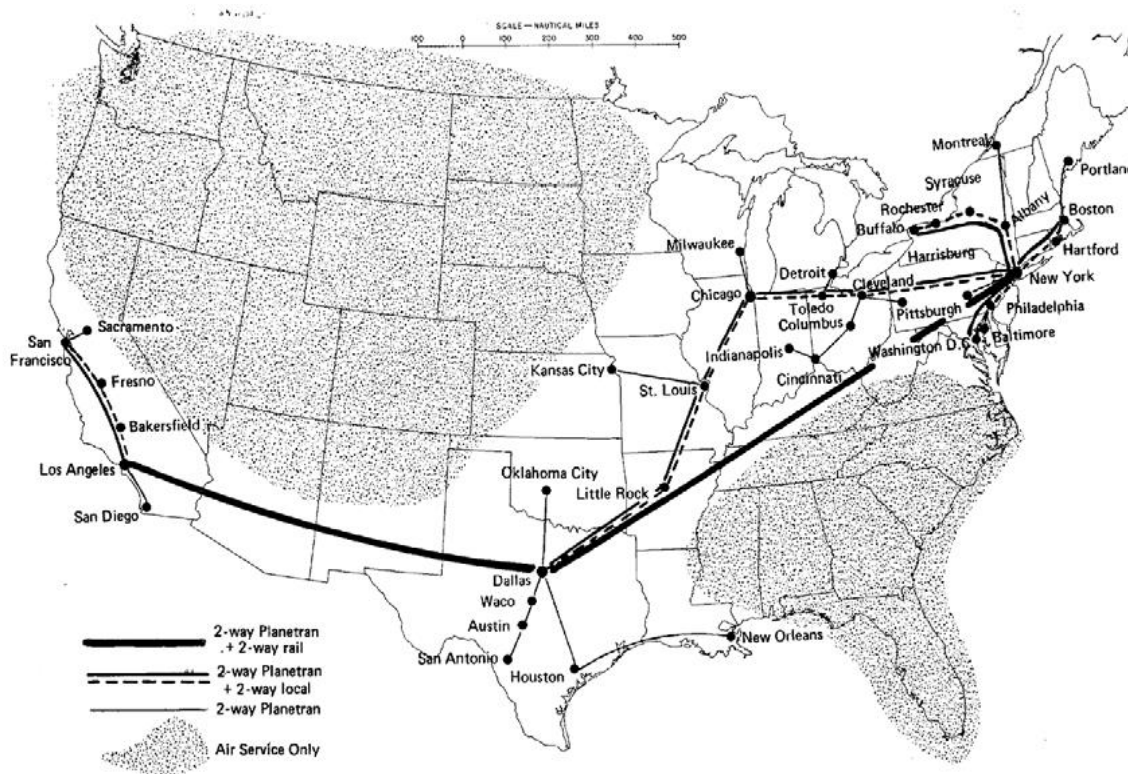 SCALE — NAUTICAL MILES
100 0 100 200 300 400 500
Montreal
Portland
Syracuse
Rochester
Albany
Boston
Buffalo
Milwaukee
Harrisburg
Hartford
Detroit
Cleveland
New York
Chicago
Toledo
Pittsburgh
Philadelphia
Columbus
Sacramento
San
Francisco
Indianapolis
Washington D.C.
Baltimore
Kansas City
Cincinnati
Fresno
St. Louis
Bakersfield
Los Angeles
Oklahoma City
Little Rock
San Diego
Dallas
Waco
Austin
New Orleans
San Antonio
Houston
2-way Planetran
+ 2-way rail
2-way Planetran
+ 2-way local
2-way Planetran
Air Service Only